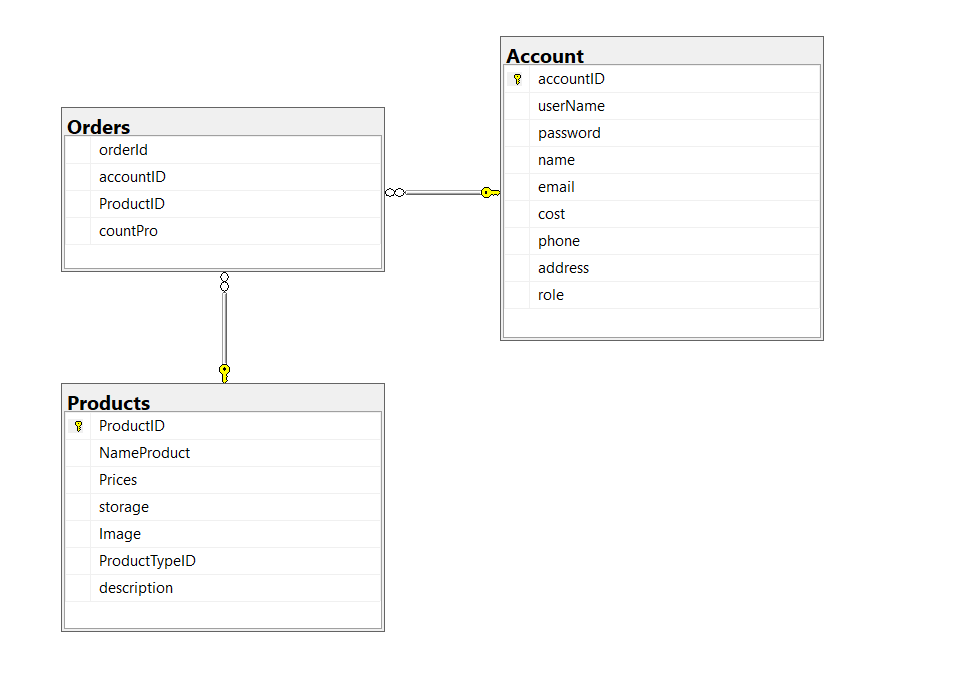 Account
accountID
userName
password
name
email
cost
phone
address
role
Orders
orderId
accountID
ProductID
countPro
Products
ProductID
NameProduct
Prices
storage
Image
ProductTypeID
description